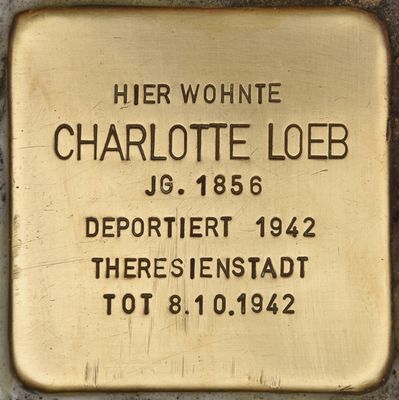 HIER WOHNTE
CHARLOTTE LOEB
JG. 1856
DEPORTIERT 1942
THERESIENSTADT
TOT 8.10.1942